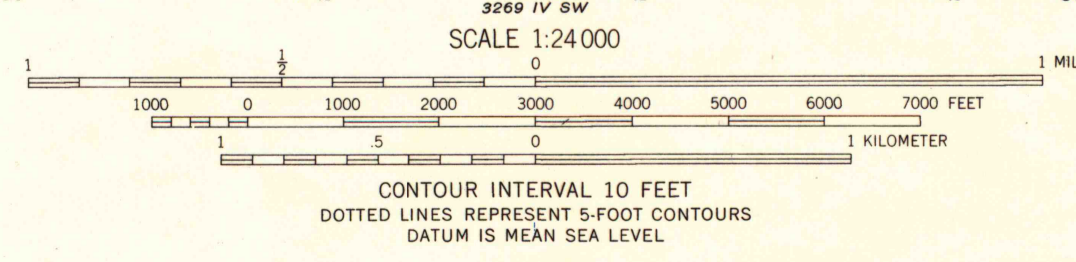 3269 IV SW
SCALE 1:24 000
1 1/2 0 1
1000 0 1000 2000 3000 4000 5000 6000 7000 FEET
1 .5 0 1 KILOMETER
CONTOUR INTERVAL 10 FEET
DOTTED LINES REPRESENT 5-FOOT CONTOURS
DATUM IS MEAN SEA LEVEL